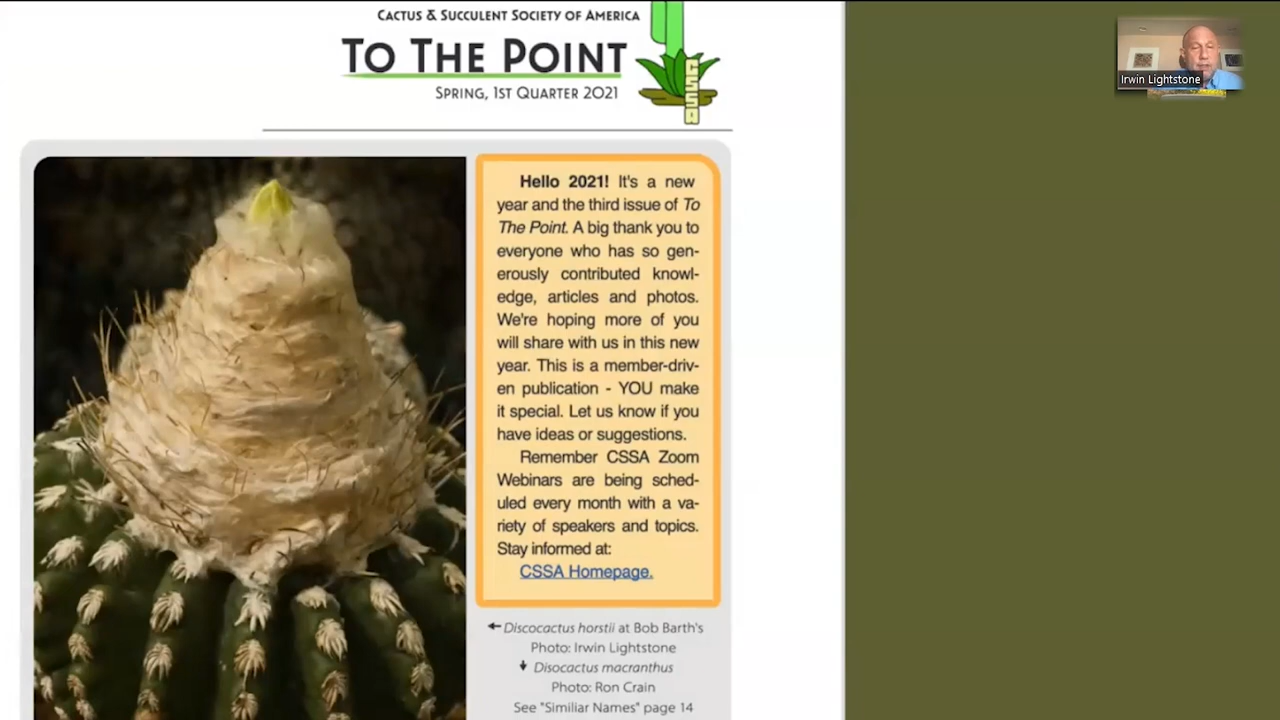 CACTUS & SUCCULENT SOCIETY OF AMERICA
TO THE POINT
SPRING, 1ST QUARTER 2021
CSSA
Irwin Lightstone
Hello 2021! It's a new
year and the third issue of To
The Point. A big thank you to
everyone who has so gen-
erously contributed knowl-
edge, articles and photos.
We're hoping more of you
will share with us in this new
year. This is a member-driv-
en publication - YOU make
it special. Let us know if you
have ideas or suggestions.
Remember CSSA Zoom
Webinars are being sched-
uled every month with a va-
riety of speakers and topics.
Stay informed at:
CSSA Homepage.
Discocactus horstii at Bob Barth's
Photo: Irwin Lightstone
Disocactus macranthus
Photo: Ron Crain
See "Similiar Names" page 14